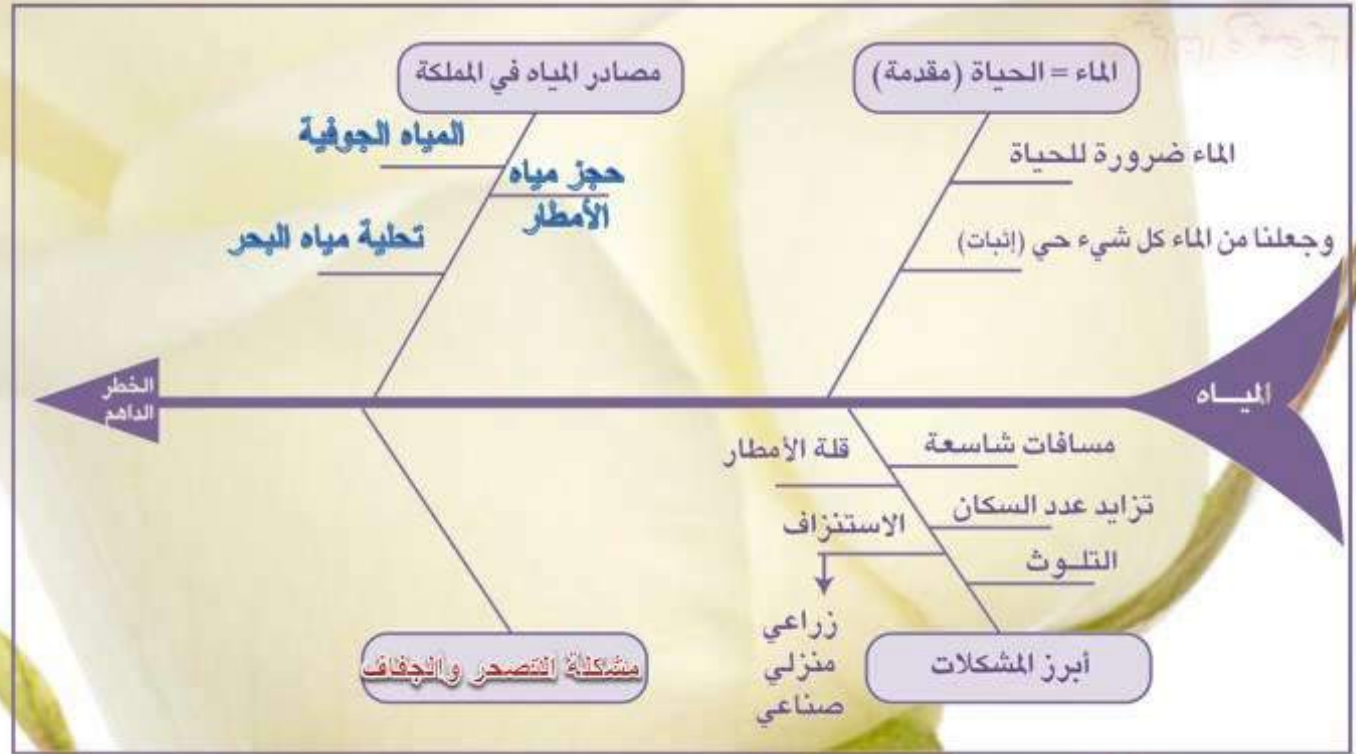 الماء = الحياة (مقدمة)
الماء ضرورة للحياة
وجعلنا من الماء كل شيء حي (إثبات)
مصادر المياه في المملكة
المياه الجوفية
حجز مياه
الأمطار
تحلية مياه البحر
الميـــاه
الخطر
الداهم
مسافات شاسعة
قلة الأمطار
تزايد عدد السكان
الاستنزاف
التلــوث
زراعي
منزلي
صناعي
أبرز المشكلات
مشكلة التصحر والجفاف